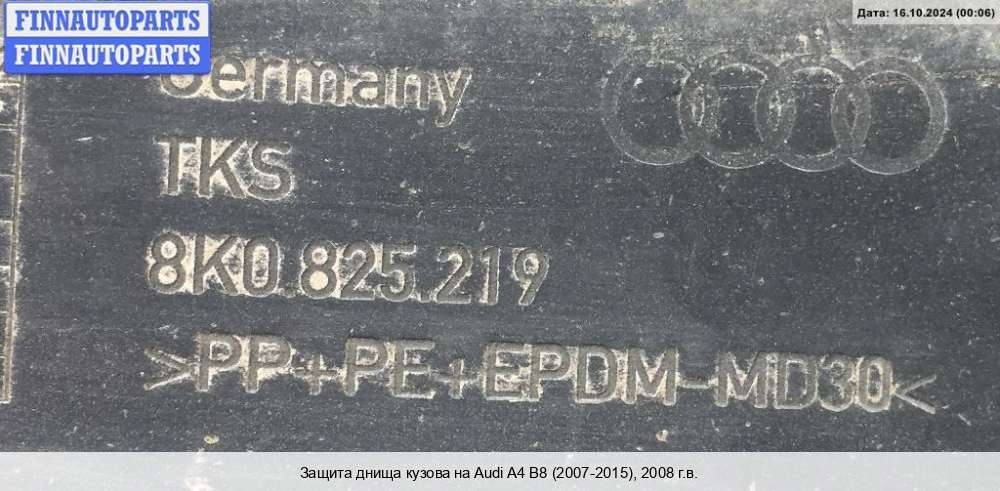 FINNAUTOPARTS
FINNAUTOPARTS
Дата: 16.10.2024 (00:06)
Germany
TKS
8K0.825.219
>PP+PE+EPDM-MD30<
Защита днища кузова на Audi A4 B8 (2007-2015), 2008 г.в.